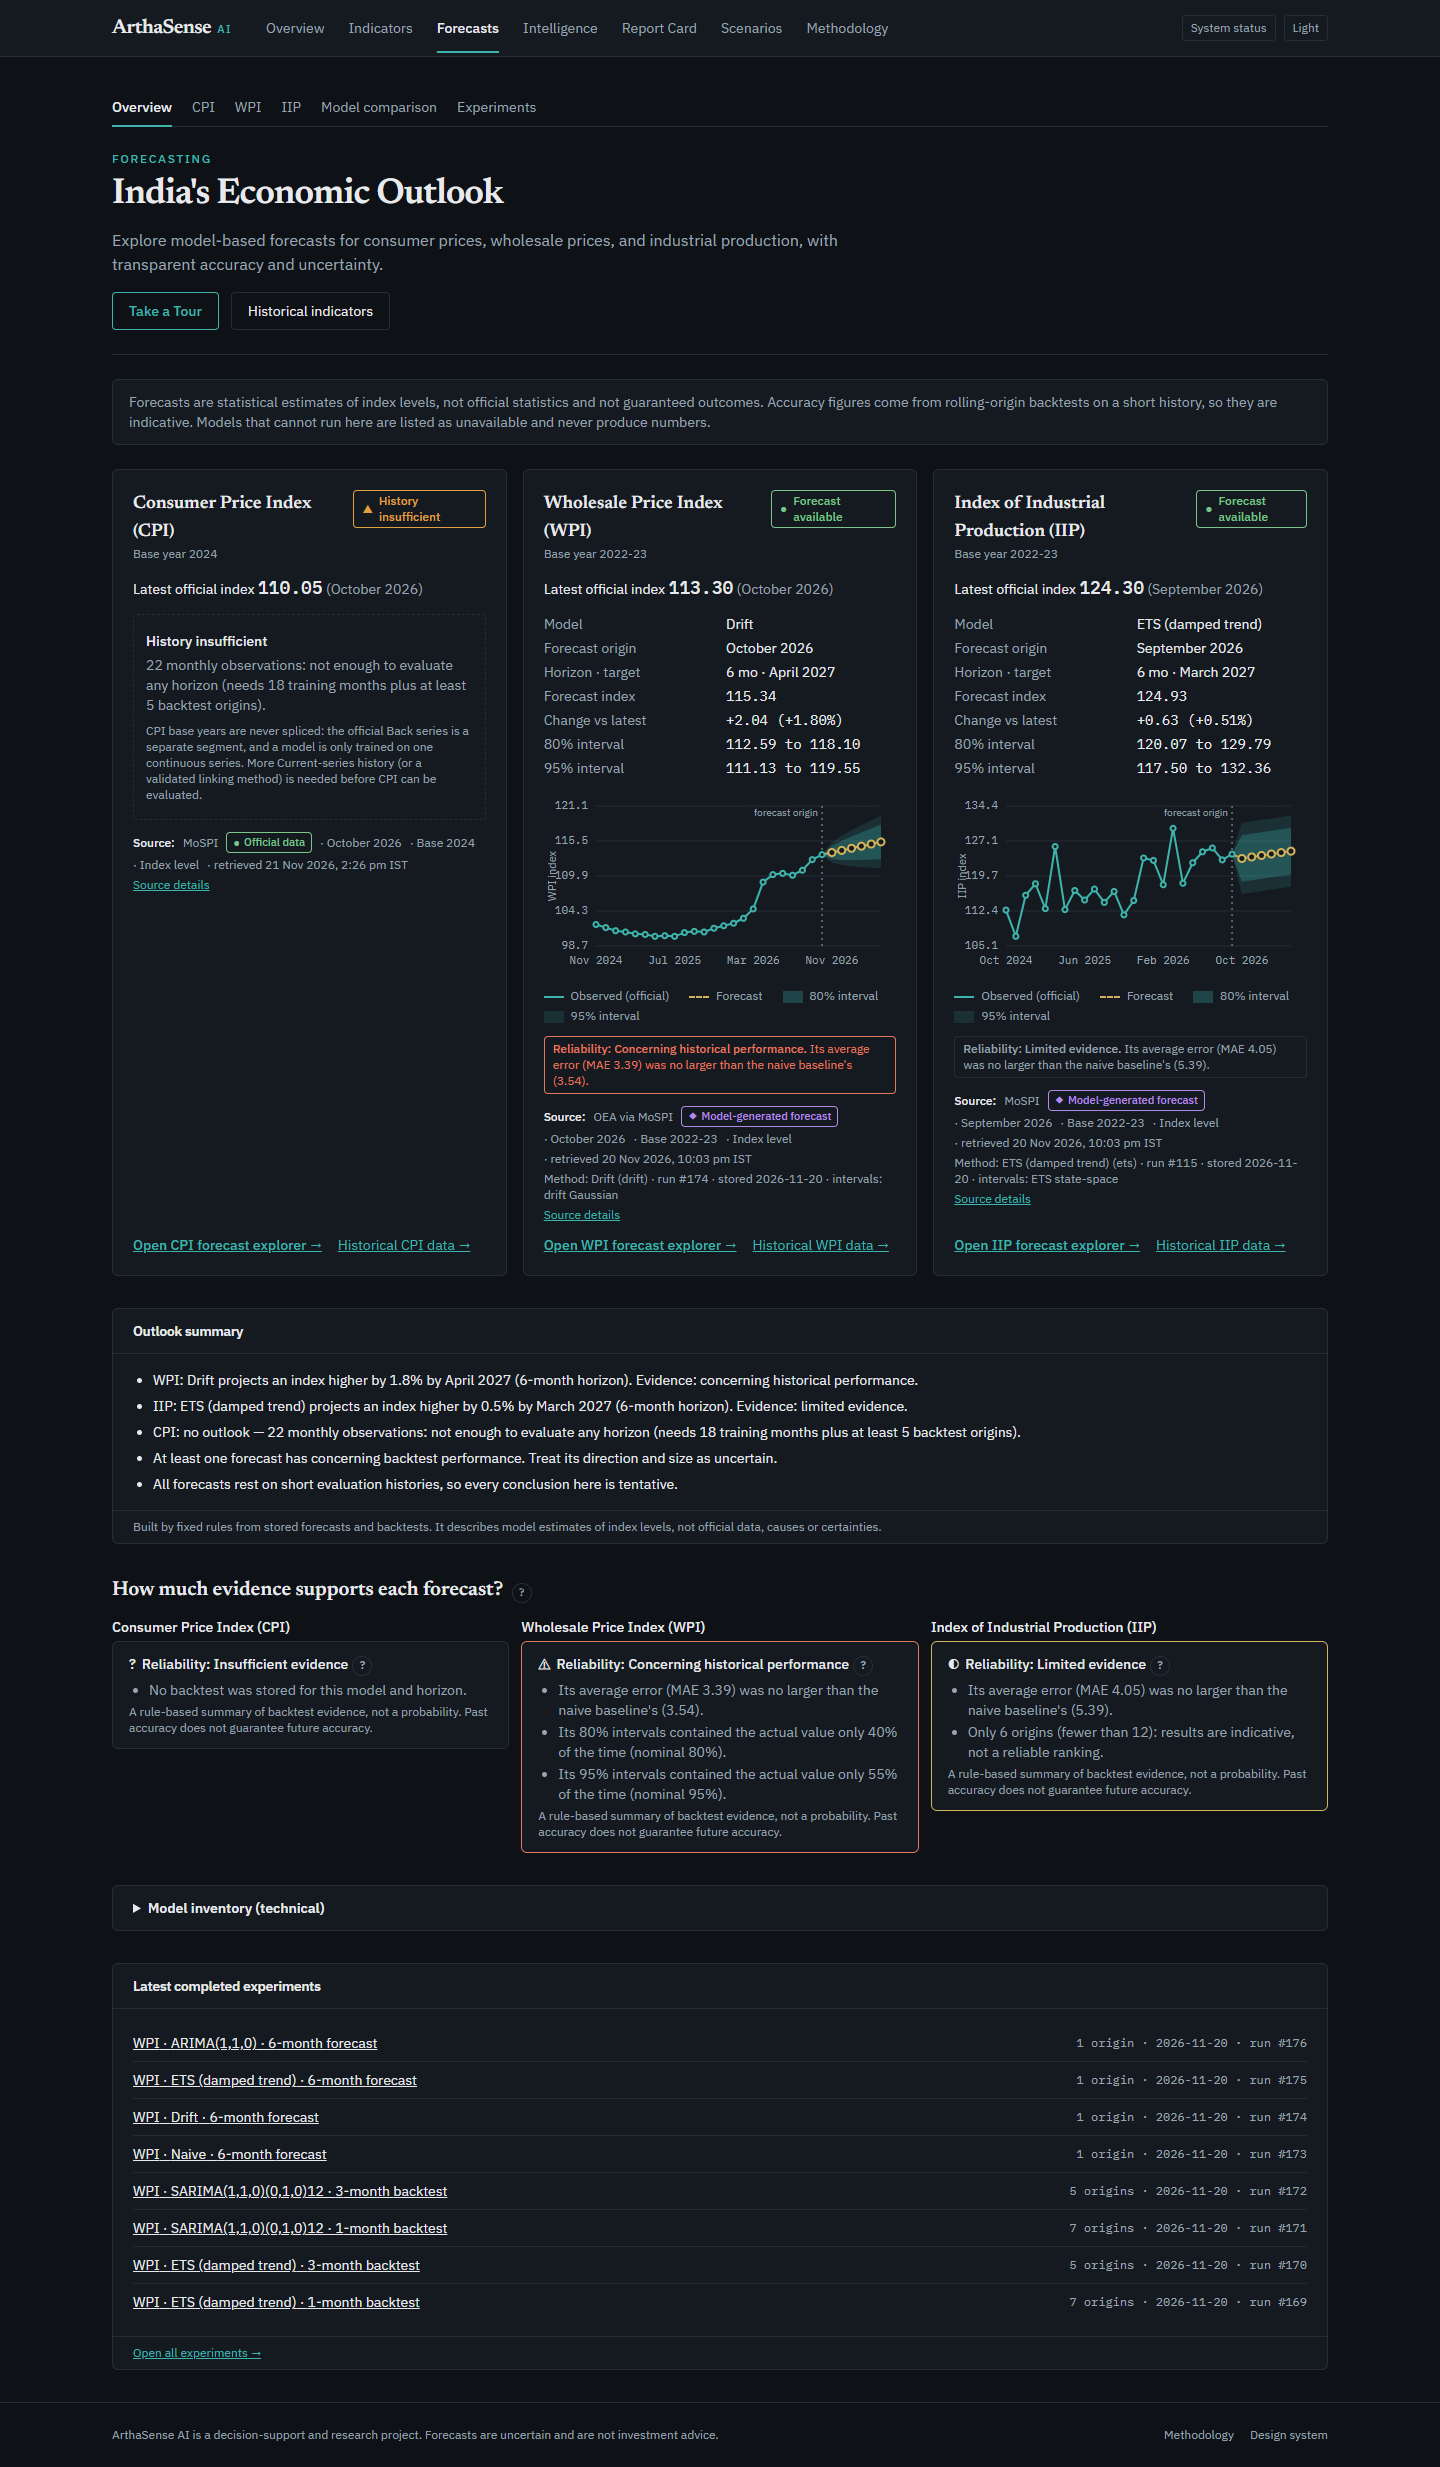 ArthaSense AI
Overview Indicators Forecasts Intelligence Report Card Scenarios Methodology
System status Light
Overview CPI WPI IIP Model comparison Experiments
FORECASTING
India's Economic Outlook
Explore model-based forecasts for consumer prices, wholesale prices, and industrial production, with
transparent accuracy and uncertainty.
Take a Tour Historical indicators
Forecasts are statistical estimates of index levels, not official statistics and not guaranteed outcomes. Accuracy figures come from rolling-origin backtests on a short history, so they are
indicative. Models that cannot run here are listed as unavailable and never produce numbers.
Consumer Price Index
(CPI)
▲ History
insufficient
Base year 2024
Latest official index 110.05 (October 2026)
History insufficient
22 monthly observations: not enough to evaluate
any horizon (needs 18 training months plus at least
5 backtest origins).
CPI base years are never spliced: the official Back series is a
separate segment, and a model is only trained on one
continuous series. More Current-series history (or a
validated linking method) is needed before CPI can be
evaluated.
Source: MoSPI ● Official data · October 2026 · Base 2024
· Index level · retrieved 21 Nov 2026, 2:26 pm IST
Source details
Open CPI forecast explorer → Historical CPI data →
Wholesale Price Index
(WPI)
● Forecast
available
Base year 2022-23
Latest official index 113.30 (October 2026)
Model Drift
Forecast origin October 2026
Horizon · target 6 mo · April 2027
Forecast index 115.34
Change vs latest +2.04 (+1.80%)
80% interval 112.59 to 118.10
95% interval 111.13 to 119.55
WPI index
121.1
115.5
109.9
104.3
98.7
forecast origin
Nov 2024 Jul 2025 Mar 2026 Nov 2026
Observed (official) Forecast 80% interval
95% interval
Reliability: Concerning historical performance. Its average
error (MAE 3.39) was no larger than the naive baseline's
(3.54).
Source: OEA via MoSPI ◆ Model-generated forecast
· October 2026 · Base 2022-23 · Index level
· retrieved 20 Nov 2026, 10:03 pm IST
Method: Drift (drift) · run #174 · stored 2026-11-20 · intervals:
drift Gaussian
Source details
Open WPI forecast explorer → Historical WPI data →
Index of Industrial
Production (IIP)
● Forecast
available
Base year 2022-23
Latest official index 124.30 (September 2026)
Model ETS (damped trend)
Forecast origin September 2026
Horizon · target 6 mo · March 2027
Forecast index 124.93
Change vs latest +0.63 (+0.51%)
80% interval 120.07 to 129.79
95% interval 117.50 to 132.36
IIP index
134.4
127.1
119.7
112.4
105.1
forecast origin
Oct 2024 Jun 2025 Feb 2026 Oct 2026
Observed (official) Forecast 80% interval
95% interval
Reliability: Limited evidence. Its average error (MAE 4.05)
was no larger than the naive baseline's (5.39).
Source: MoSPI ◆ Model-generated forecast
· September 2026 · Base 2022-23 · Index level
· retrieved 20 Nov 2026, 10:03 pm IST
Method: ETS (damped trend) (ets) · run #115 · stored 2026-11-
20 · intervals: ETS state-space
Source details
Open IIP forecast explorer → Historical IIP data →
Outlook summary
• WPI: Drift projects an index higher by 1.8% by April 2027 (6-month horizon). Evidence: concerning historical performance.
• IIP: ETS (damped trend) projects an index higher by 0.5% by March 2027 (6-month horizon). Evidence: limited evidence.
• CPI: no outlook — 22 monthly observations: not enough to evaluate any horizon (needs 18 training months plus at least 5 backtest origins).
• At least one forecast has concerning backtest performance. Treat its direction and size as uncertain.
• All forecasts rest on short evaluation histories, so every conclusion here is tentative.
Built by fixed rules from stored forecasts and backtests. It describes model estimates of index levels, not official data, causes or certainties.
How much evidence supports each forecast? ?
Consumer Price Index (CPI)
? Reliability: Insufficient evidence ?
• No backtest was stored for this model and horizon.
A rule-based summary of backtest evidence, not a probability. Past
accuracy does not guarantee future accuracy.
Wholesale Price Index (WPI)
⚠ Reliability: Concerning historical performance ?
• Its average error (MAE 3.39) was no larger than the
naive baseline's (3.54).
• Its 80% intervals contained the actual value only 40%
of the time (nominal 80%).
• Its 95% intervals contained the actual value only 55%
of the time (nominal 95%).
A rule-based summary of backtest evidence, not a probability. Past
accuracy does not guarantee future accuracy.
Index of Industrial Production (IIP)
◐ Reliability: Limited evidence ?
• Its average error (MAE 4.05) was no larger than the
naive baseline's (5.39).
• Only 6 origins (fewer than 12): results are indicative,
not a reliable ranking.
A rule-based summary of backtest evidence, not a probability. Past
accuracy does not guarantee future accuracy.
▶ Model inventory (technical)
Latest completed experiments
WPI · ARIMA(1,1,0) · 6-month forecast 1 origin · 2026-11-20 · run #176
WPI · ETS (damped trend) · 6-month forecast 1 origin · 2026-11-20 · run #175
WPI · Drift · 6-month forecast 1 origin · 2026-11-20 · run #174
WPI · Naive · 6-month forecast 1 origin · 2026-11-20 · run #173
WPI · SARIMA(1,1,0)(0,1,0)12 · 3-month backtest 5 origins · 2026-11-20 · run #172
WPI · SARIMA(1,1,0)(0,1,0)12 · 1-month backtest 7 origins · 2026-11-20 · run #171
WPI · ETS (damped trend) · 3-month backtest 5 origins · 2026-11-20 · run #170
WPI · ETS (damped trend) · 1-month backtest 7 origins · 2026-11-20 · run #169
Open all experiments →
ArthaSense AI is a decision-support and research project. Forecasts are uncertain and are not investment advice.
Methodology Design system